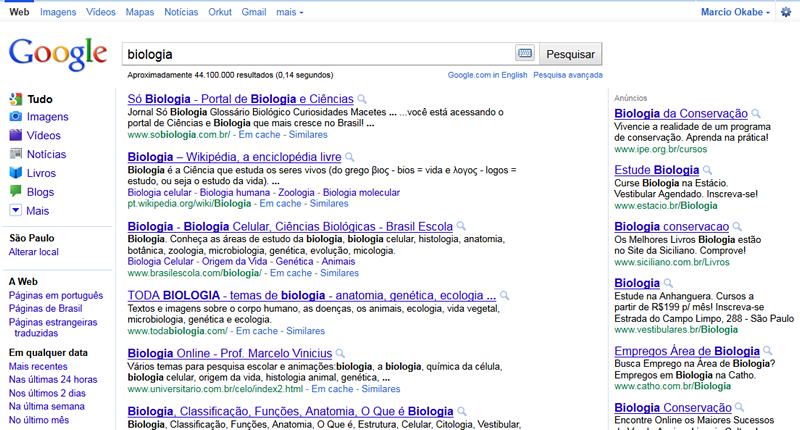 Web Imagens Vídeos Mapas Notícias Orkut Gmail mais
Marcio Okabe
Google
biologia
Pesquisar
Aproximadamente 44.100.000 resultados (0,14 segundos)
Google.com in English Pesquisa avançada
Tudo
Imagens
Vídeos
Notícias
Livros
Blogs
Mais
São Paulo
Alterar local
A Web
Páginas em português
Páginas de Brasil
Páginas estrangeiras
traduzidas
Em qualquer data
Mais recentes
Nas últimas 24 horas
Nos últimos 2 dias
Na última semana
No último mês
Só Biologia - Portal de Biologia e Ciências
Jornal Só Biologia Glossário Biológico Curiosidades Macetes ... ...você está acessando o
portal de Ciências e Biologia que mais cresce no Brasil! ...
www.sobiologia.com.br/ - Em cache - Similares
Biologia – Wikipédia, a enciclopédia livre
Biologia é a Ciência que estuda os seres vivos (do grego βιος - bios = vida e λογος - logos =
estudo, ou seja o estudo da vida). ...
Biologia celular - Biologia humana - Zoologia - Biologia molecular
pt.wikipedia.org/wiki/Biologia - Em cache - Similares
Biologia - Biologia Celular, Ciências Biológicas - Brasil Escola
Biologia. Conheça as áreas de estudo da biologia, biologia celular, histologia, anatomia,
botânica, zoologia, microbiologia, genética, evolução, micologia.
Biologia Celular - Origem da Vida - Genética - Animais
www.brasilescola.com/biologia/ - Em cache - Similares
TODA BIOLOGIA - temas de biologia - anatomia, genética, ecologia ...
Textos e imagens sobre o corpo humano, as doenças, os animais, ecologia, vida vegetal,
microbiologia, genética e ecologia.
www.todabiologia.com/ - Em cache - Similares
Biologia Online - Prof. Marcelo Vinicius
Vários temas para pesquisa escolar e animações:biologia, a biologia, química da célula,
biologia celular, origem da vida, histologia animal, genética, ...
www.universitario.com.br/celo/index2.html - Em cache - Similares
Biologia, Classificação, Funções, Anatomia, O Que é Biologia
Biologia, Classificação, Funções, Anatomia, O Que é, Estrutura, Celular, Citologia, Vestibular,
Anúncios
Biologia da Conservação
Vivencie a realidade de um programa
de conservação. Aprenda na prática!
www.ipe.org.br/cursos
Estude Biologia
Curse Biologia na Estácio.
Vestibular Agendado. Inscreva-se!
www.estacio.br/Biologia
Biologia conservacao
Os Melhores Livros Biologia estão
no Site da Siciliano. Comprove!
www.siciliano.com.br/Livros
Biologia
Estude na Anhanguera. Cursos a
partir de R$199 p/ mês! Inscreva-se
Estrada do Campo Limpo, 288 - São Paulo
www.vestibulares.br/Biologia
Empregos Área de Biologia
Busca Emprego na Área de Biologia?
Empregos em Biologia na Catho.
www.catho.com.br/Biologia
Biologia Conservação
Encontre Online os Maiores Sucessos